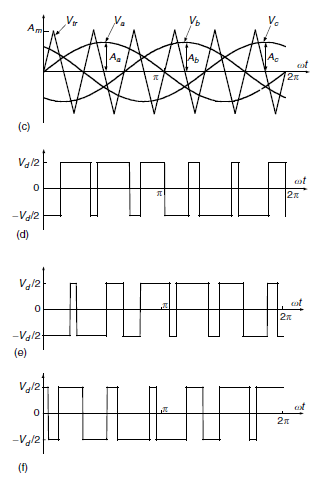 Vtr Va Vb Vc
Am
Aa Ab Ac
π ωt
2π
(c)
Vd/2
0 π ωt
2π
−Vd/2
(d)
Vd/2
0 π ωt
2π
−Vd/2
(e)
Vd/2
0 π ωt
2π
−Vd/2
(f)